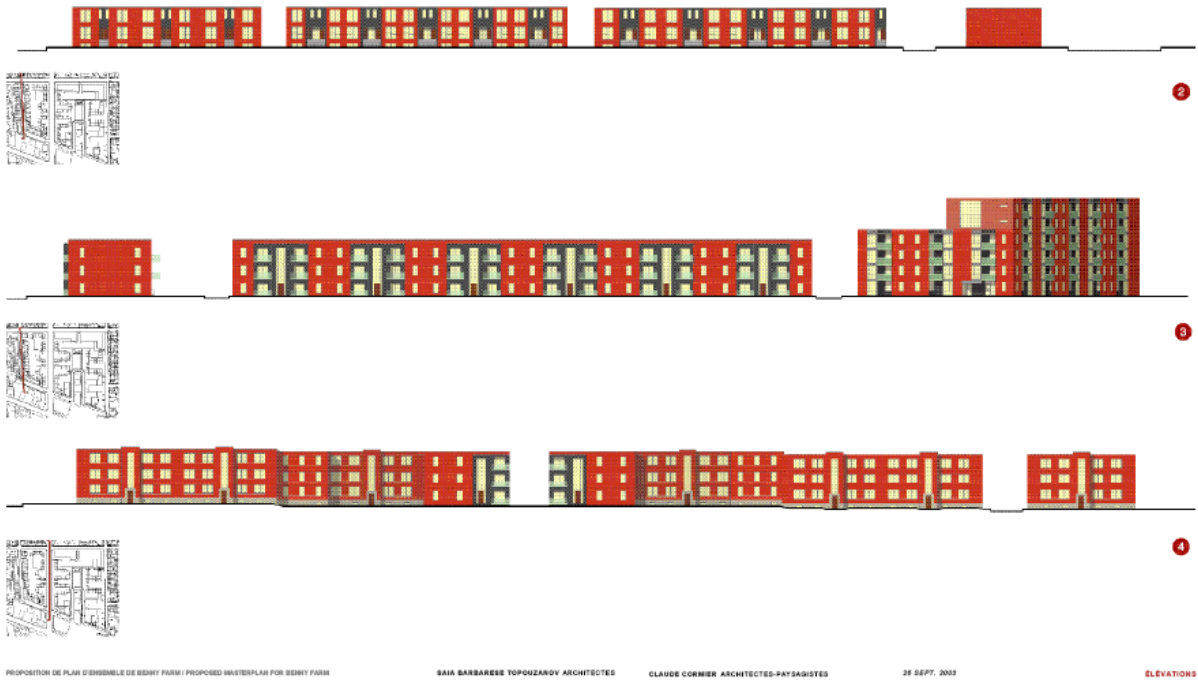 2
3
4
PROPOSITION DE PLAN D'ENSEMBLE DE BENNY FARM / PROPOSED MASTERPLAN FOR BENNY FARM
SAIA BARBARESE TOPOUZANOV ARCHITECTES
CLAUDE CORMIER ARCHITECTES-PAYSAGISTES
26 SEPT. 2003
ÉLÉVATIONS